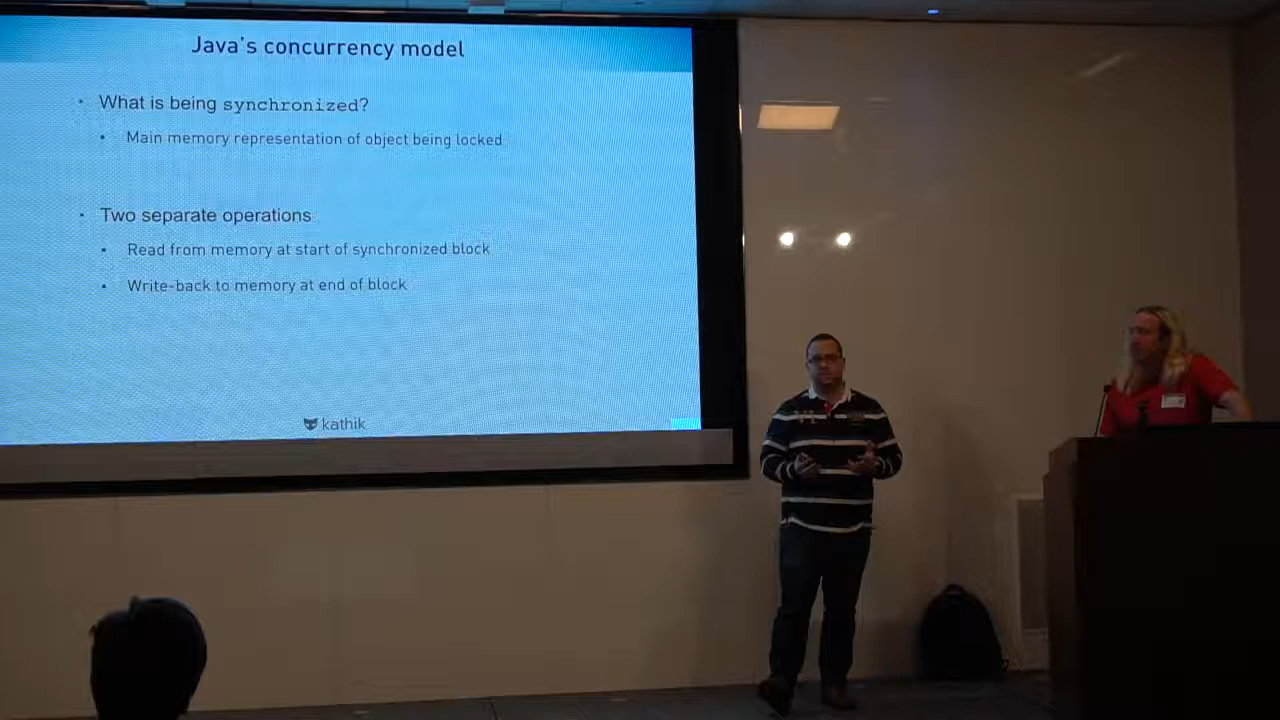 Java's concurrency model
• What is being synchronized?
• Main memory representation of object being locked
• Two separate operations
• Read from memory at start of synchronized block
• Write-back to memory at end of block
kathik